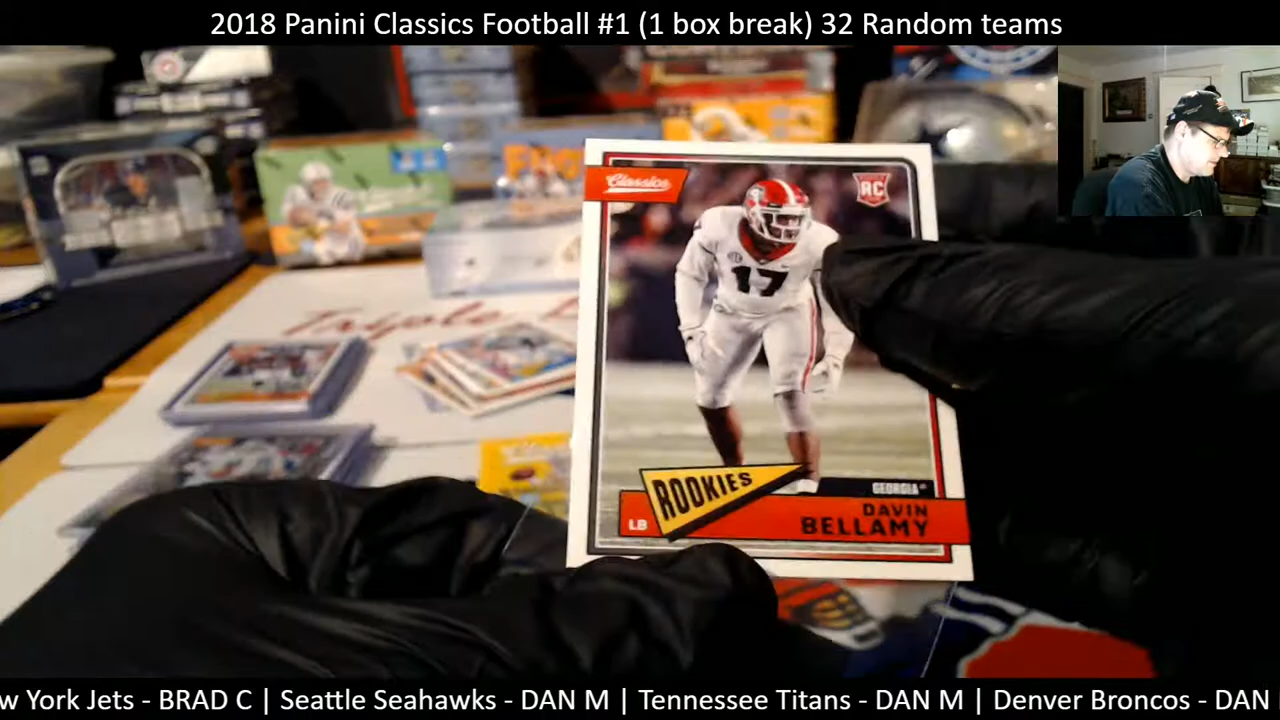 2018 Panini Classics Football #1 (1 box break) 32 Random teams
Classics
RC
17
ROOKIES
GEORGIA
LB
DAVIN
BELLAMY
Triple
w York Jets - BRAD C | Seattle Seahawks - DAN M | Tennessee Titans - DAN M | Denver Broncos - DAN